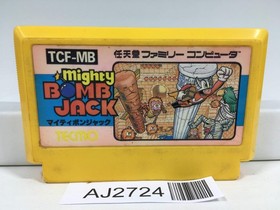 TCF-MB
任天堂ファミリーコンピュータ
Mighty
BOMB
JACK
マイティボンジャック
TECMO
AJ2724